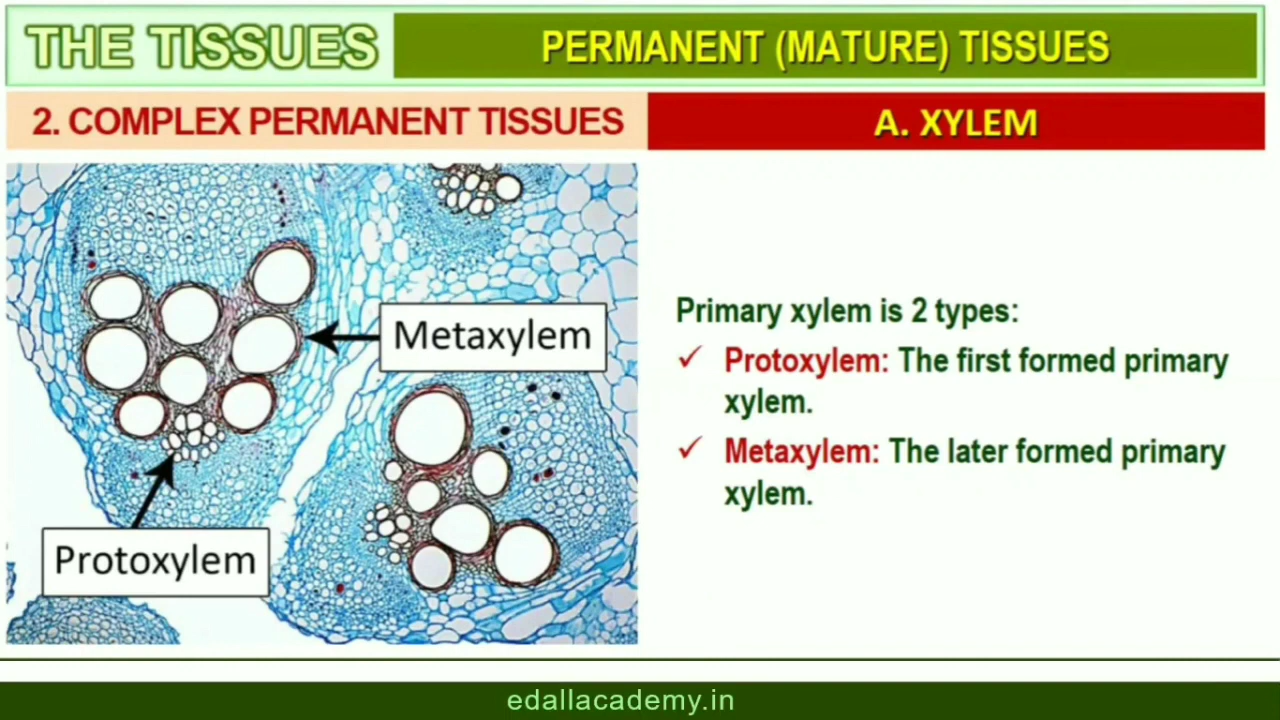 THE TISSUES
PERMANENT (MATURE) TISSUES
2. COMPLEX PERMANENT TISSUES
A. XYLEM
Metaxylem
Protoxylem
Primary xylem is 2 types:
✓ Protoxylem: The first formed primary
xylem.
✓ Metaxylem: The later formed primary
xylem.
edallacademy.in